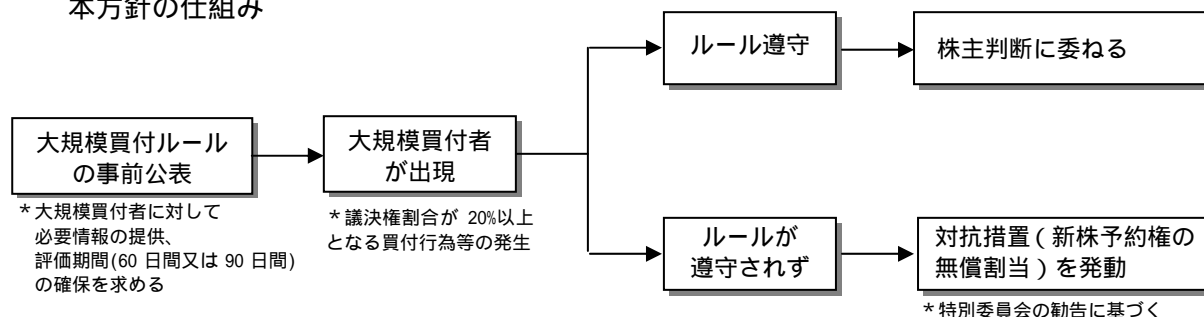 本方針の仕組み
ルール遵守
株主判断に委ねる
大規模買付ルール
の事前公表
大規模買付者
が出現
*大規模買付者に対して
必要情報の提供、
評価期間(60 日間又は 90 日間)
の確保を求める
*議決権割合が 20%以上
となる買付行為等の発生
ルールが
遵守されず
対抗措置(新株予約権の
無償割当)を発動
*特別委員会の勧告に基づく